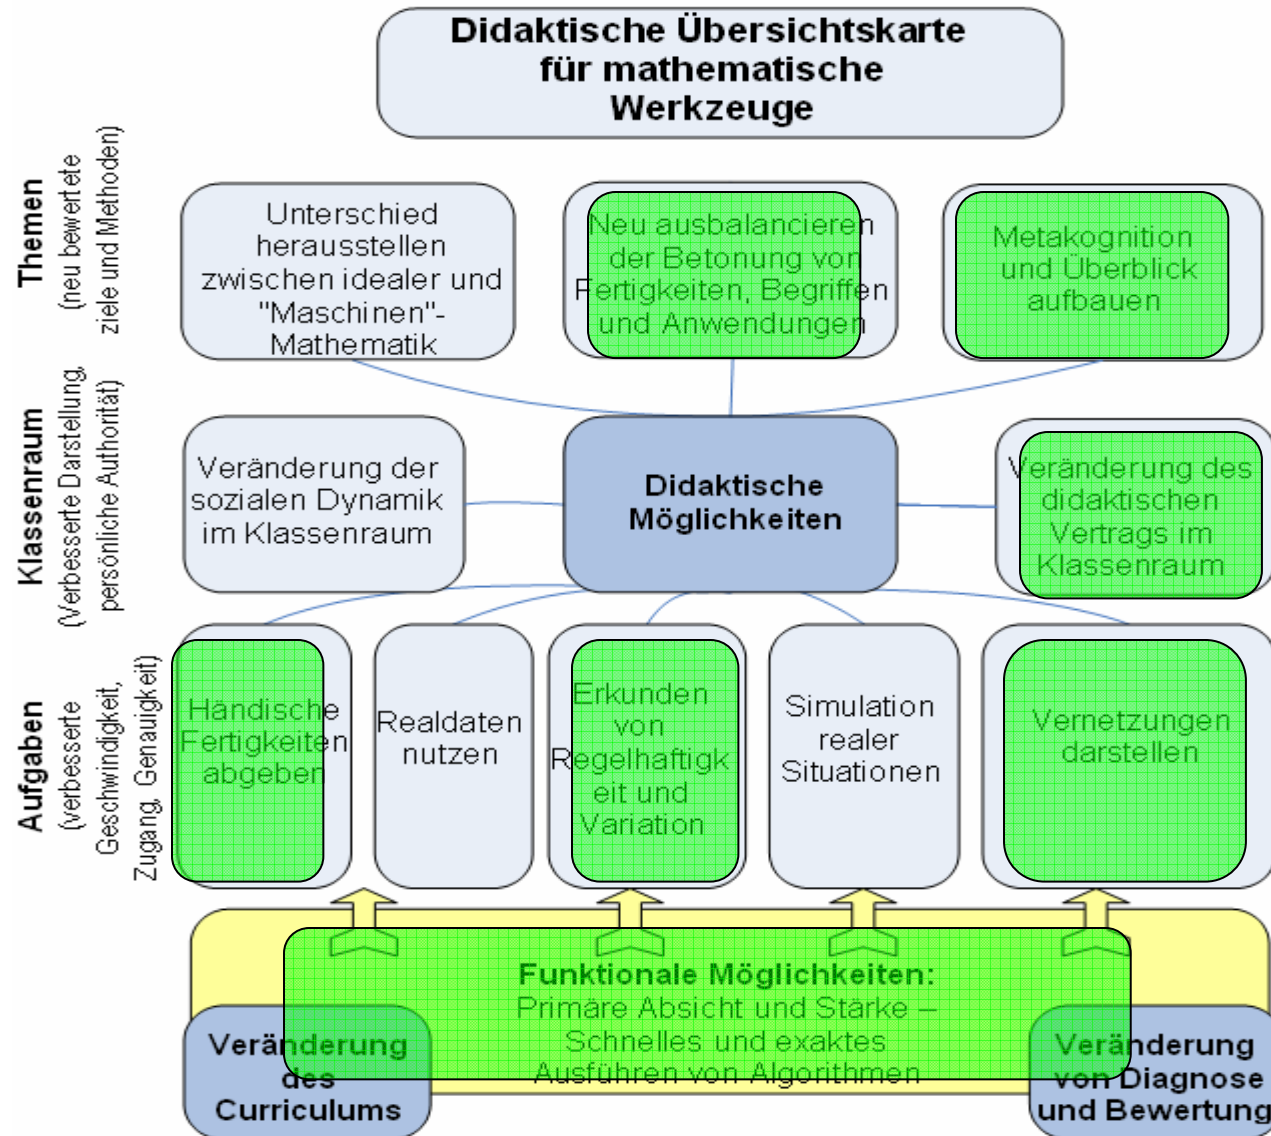 Didaktische Übersichtskarte
für mathematische
Werkzeuge
Themen
(neu bewertete
ziele und Methoden)
Unterschied
herausstellen
zwischen idealer und
"Maschinen"-
Mathematik
Neu ausbalancieren
der Betonung von
Fertigkeiten, Begriffen
und Anwendungen
Metakognition
und Überblick
aufbauen
Klassenraum
(Verbesserte Darstellung,
persönliche Authorität)
Veränderung der
sozialen Dynamik
im Klassenraum
Didaktische
Möglichkeiten
Veränderung des
didaktischen
Vertrags im
Klassenraum
Aufgaben
(verbesserte
Geschwindigkeit,
Zugang, Genauigkeit)
Händische
Fertigkeiten
abgeben
Realdaten
nutzen
Erkunden
von
Regelhaftigk
eit und
Variation
Simulation
realer
Situationen
Vernetzungen
darstellen
Funktionale Möglichkeiten:
Primäre Absicht und Stärke –
Schnelles und exaktes
Ausführen von Algorithmen
Veränderung
des
Curriculums
Veränderung
von Diagnose
und Bewertung